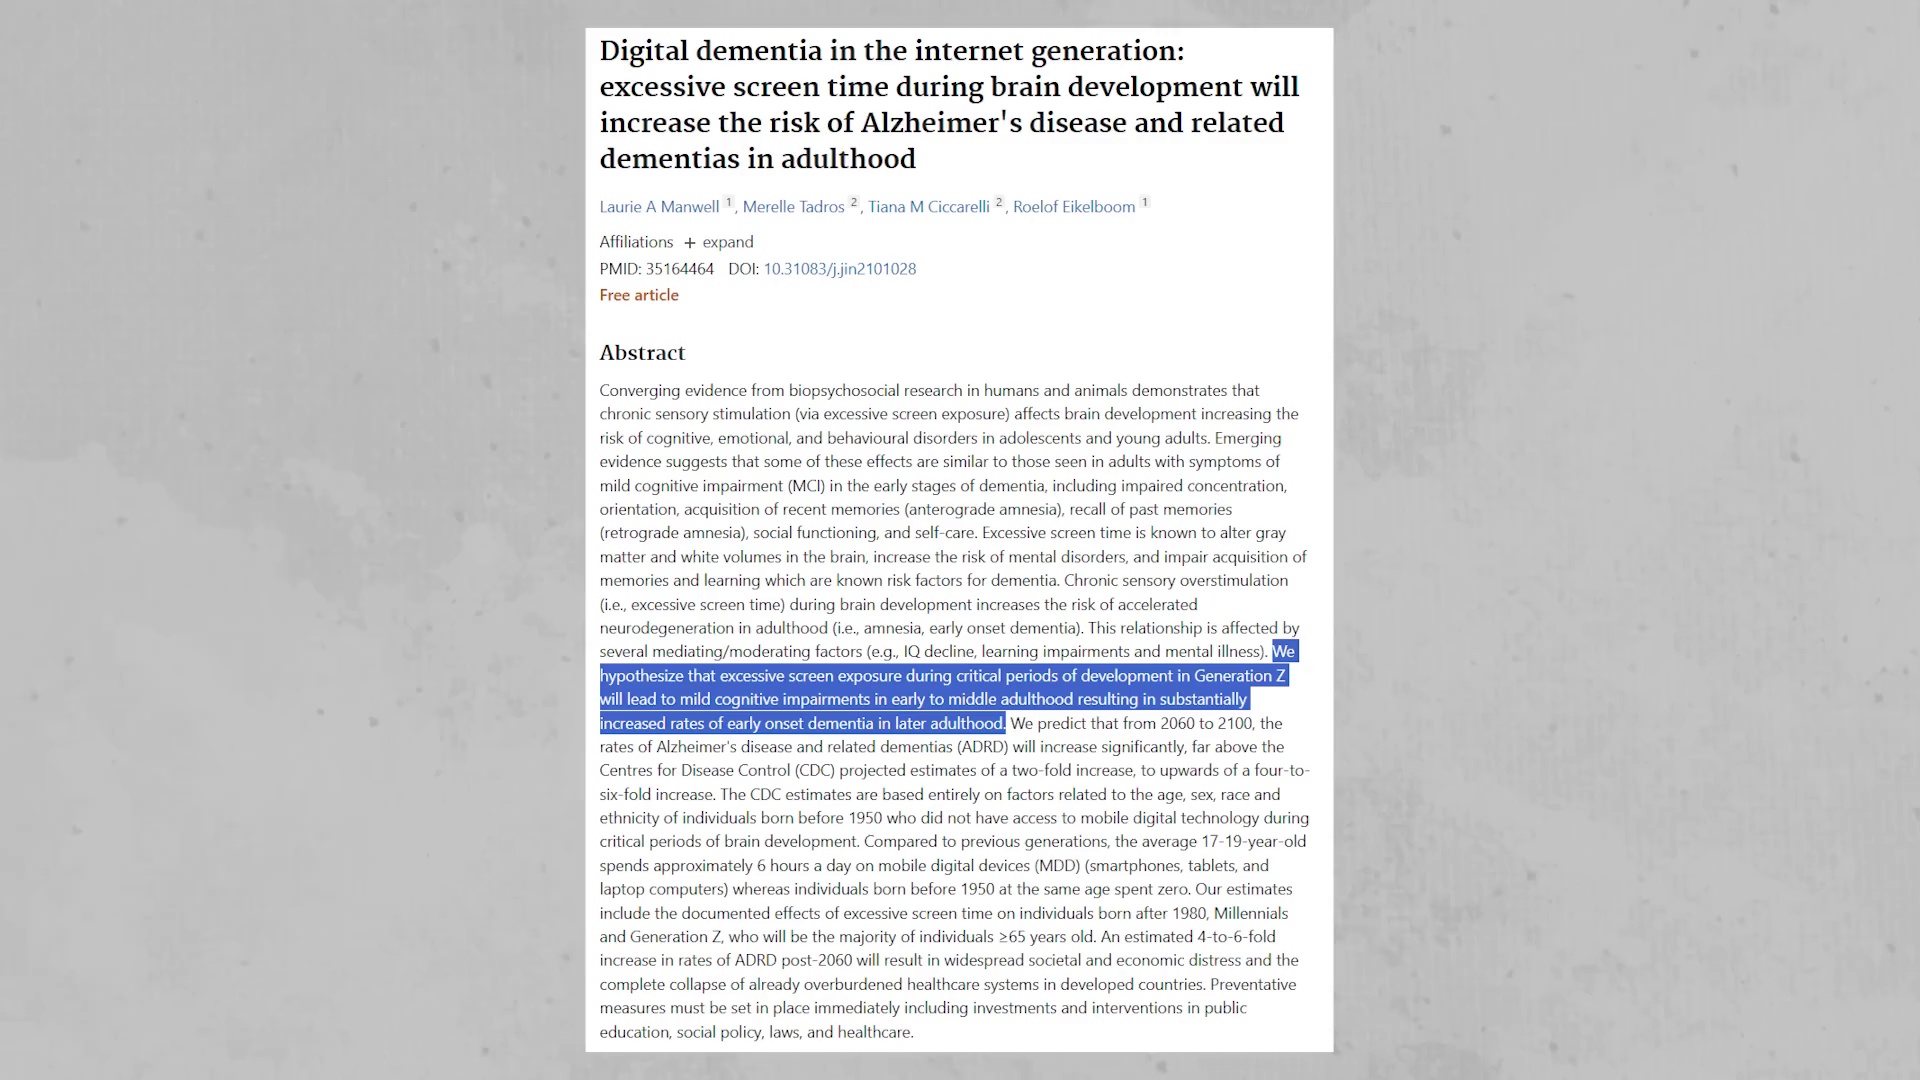 Digital dementia in the internet generation:
excessive screen time during brain development will
increase the risk of Alzheimer's disease and related
dementias in adulthood
Laurie A Manwell 1, Merelle Tadros 2, Tiana M Ciccarelli 2, Roelof Eikelboom 1
Affiliations + expand
PMID: 35164464 DOI: 10.31083/j.jin2101028
Free article
Abstract
Converging evidence from biopsychosocial research in humans and animals demonstrates that
chronic sensory stimulation (via excessive screen exposure) affects brain development increasing the
risk of cognitive, emotional, and behavioural disorders in adolescents and young adults. Emerging
evidence suggests that some of these effects are similar to those seen in adults with symptoms of
mild cognitive impairment (MCI) in the early stages of dementia, including impaired concentration,
orientation, acquisition of recent memories (anterograde amnesia), recall of past memories
(retrograde amnesia), social functioning, and self-care. Excessive screen time is known to alter gray
matter and white volumes in the brain, increase the risk of mental disorders, and impair acquisition of
memories and learning which are known risk factors for dementia. Chronic sensory overstimulation
(i.e., excessive screen time) during brain development increases the risk of accelerated
neurodegeneration in adulthood (i.e., amnesia, early onset dementia). This relationship is affected by
several mediating/moderating factors (e.g., IQ decline, learning impairments and mental illness). We
hypothesize that excessive screen exposure during critical periods of development in Generation Z
will lead to mild cognitive impairments in early to middle adulthood resulting in substantially
increased rates of early onset dementia in later adulthood. We predict that from 2060 to 2100, the
rates of Alzheimer's disease and related dementias (ADRD) will increase significantly, far above the
Centres for Disease Control (CDC) projected estimates of a two-fold increase, to upwards of a four-to-
six-fold increase. The CDC estimates are based entirely on factors related to the age, sex, race and
ethnicity of individuals born before 1950 who did not have access to mobile digital technology during
critical periods of brain development. Compared to previous generations, the average 17-19-year-old
spends approximately 6 hours a day on mobile digital devices (MDD) (smartphones, tablets, and
laptop computers) whereas individuals born before 1950 at the same age spent zero. Our estimates
include the documented effects of excessive screen time on individuals born after 1980, Millennials
and Generation Z, who will be the majority of individuals ≥65 years old. An estimated 4-to-6-fold
increase in rates of ADRD post-2060 will result in widespread societal and economic distress and the
complete collapse of already overburdened healthcare systems in developed countries. Preventative
measures must be set in place immediately including investments and interventions in public
education, social policy, laws, and healthcare.